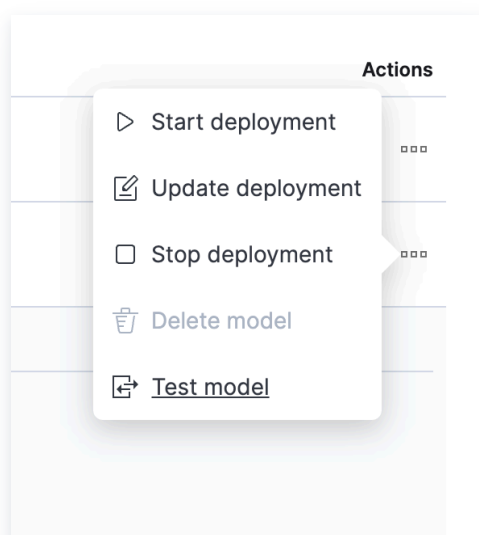 Actions
Start deployment
Update deployment
Stop deployment
Delete model
Test model